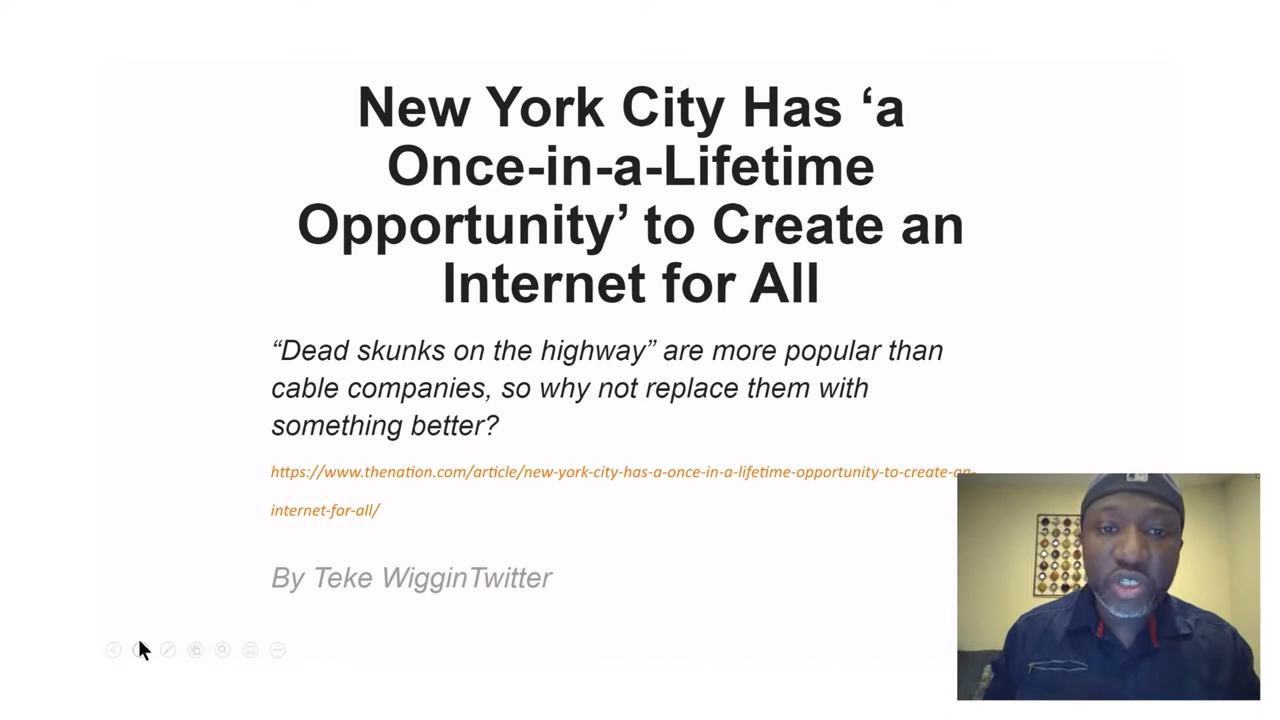 New York City Has ‘a
Once-in-a-Lifetime
Opportunity’ to Create an
Internet for All
“Dead skunks on the highway” are more popular than
cable companies, so why not replace them with
something better?
https://www.thenation.com/article/new-york-city-has-a-once-in-a-lifetime-opportunity-to-create-an-
internet-for-all/
By Teke WigginTwitter